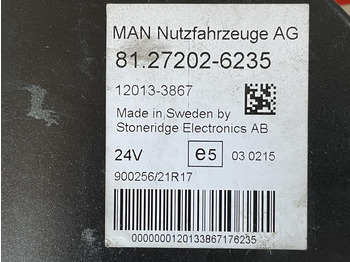 MAN Nutzfahrzeuge AG
81.27202-6235
12013-3867
Made in Sweden by
Stoneridge Electronics AB
24V e5 03 0215
900256/21R17
0000000120133867176235